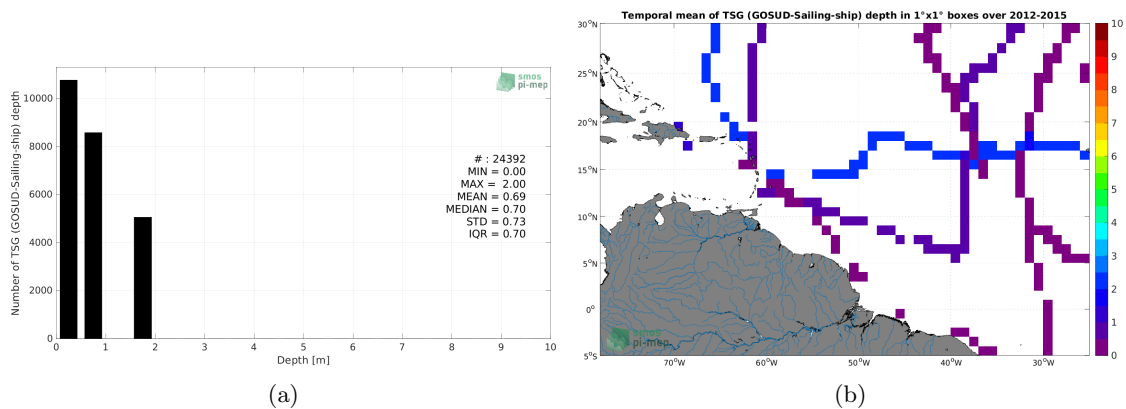 Number of TSG (GOSUD-Sailing-ship) depth
10000
8000
6000
4000
2000
0
smos
pi-mep
# : 24392
MIN = 0.00
MAX = 2.00
MEAN = 0.69
MEDIAN = 0.70
STD = 0.73
IQR = 0.70
0 1 2 3 4 5 6 7 8 9 10
Depth [m]
(a)
Temporal mean of TSG (GOSUD-Sailing-ship) depth in 1°x1° boxes over 2012-2015
30°N
25°N
20°N
15°N
10°N
5°N
0°
5°S
smos
pi-mep
70°W 60°W 50°W 40°W 30°W
10
9
8
7
6
5
4
3
2
1
0
(b)